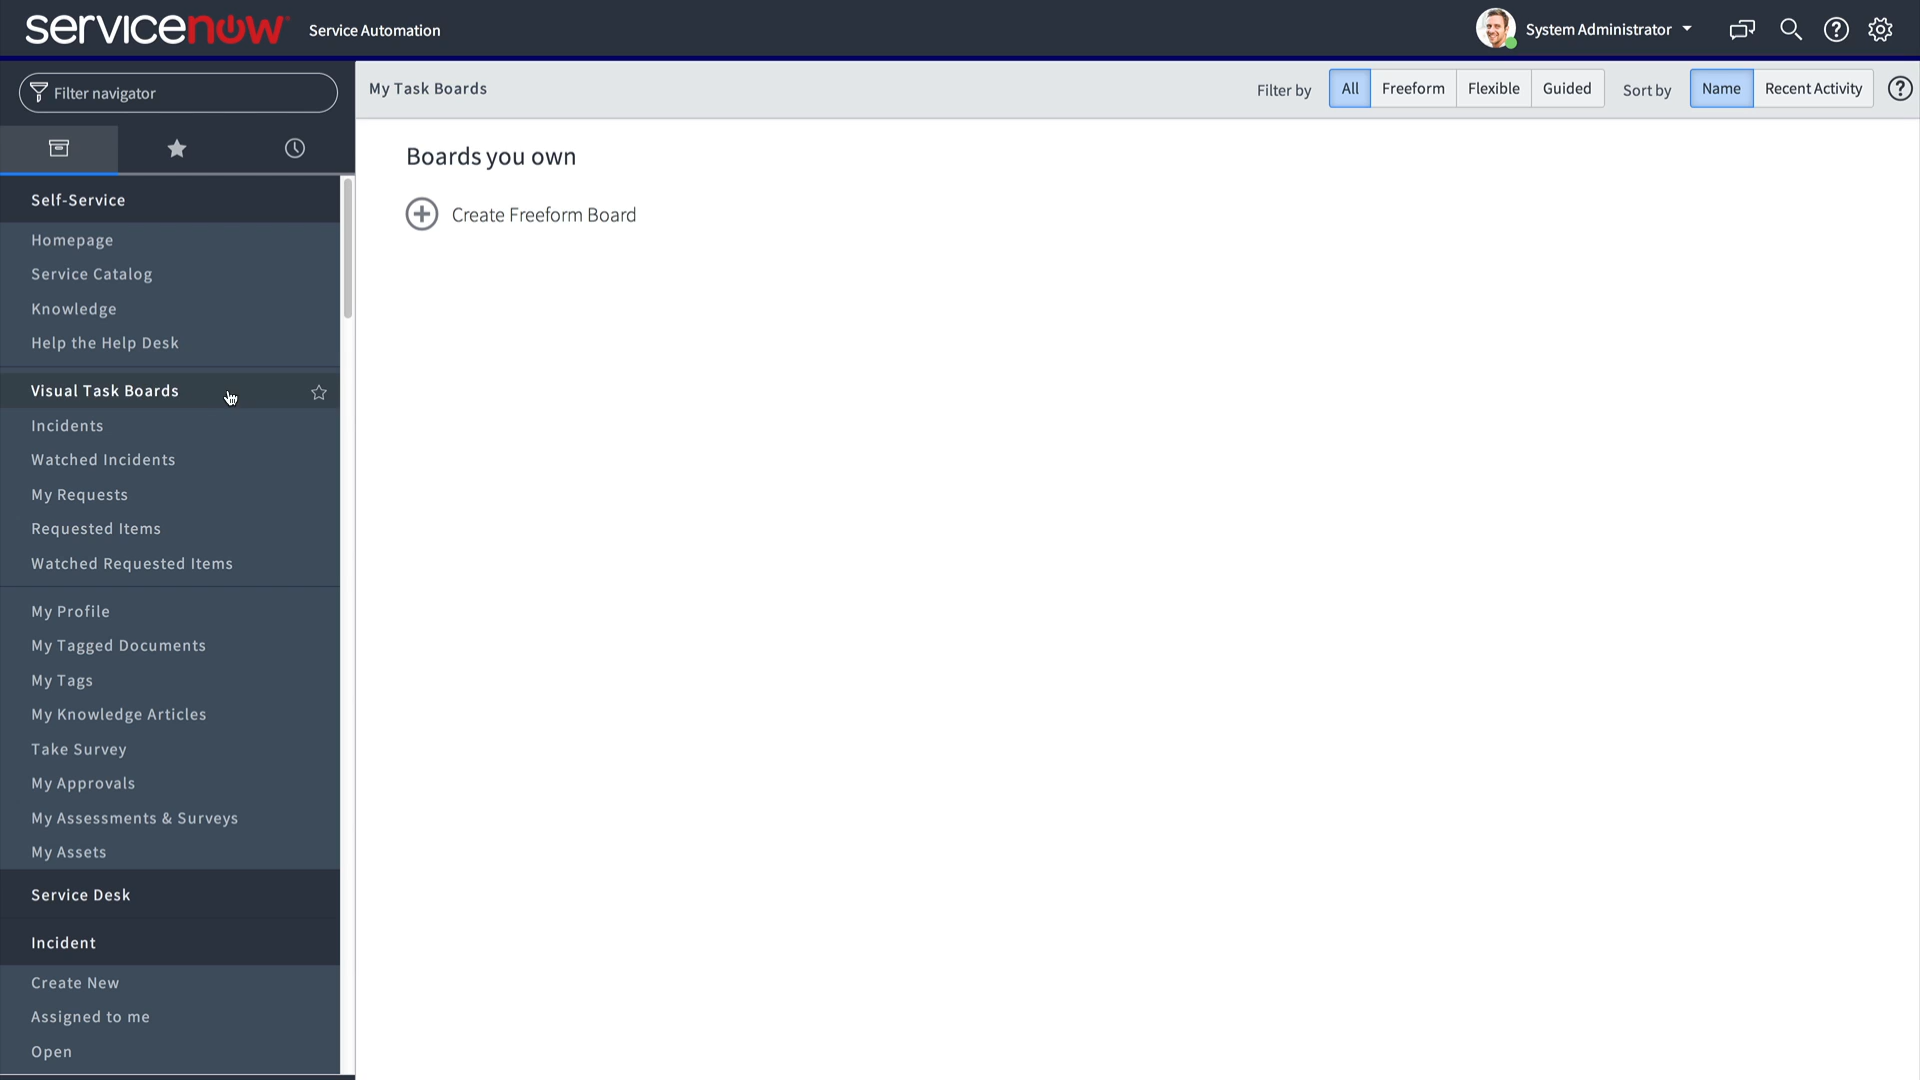 servicenow Service Automation
System Administrator
Filter navigator
My Task Boards
Filter by All Freeform Flexible Guided Sort by Name Recent Activity
Self-Service
Homepage
Service Catalog
Knowledge
Help the Help Desk
Visual Task Boards
Incidents
Watched Incidents
My Requests
Requested Items
Watched Requested Items
My Profile
My Tagged Documents
My Tags
My Knowledge Articles
Take Survey
My Approvals
My Assessments & Surveys
My Assets
Service Desk
Incident
Create New
Assigned to me
Open
Boards you own
Create Freeform Board